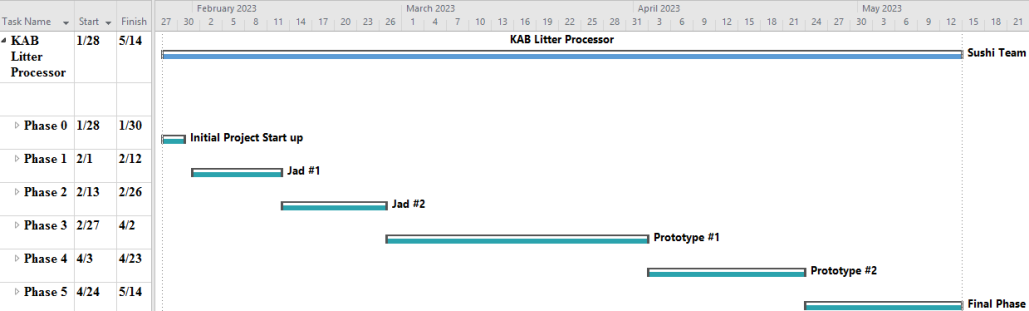 February 2023 March 2023 April 2023 May 2023
Task Name Start Finish 27 30 2 5 8 11 14 17 20 23 26 1 4 7 10 13 16 19 22 25 28 31 3 6 9 12 15 18 21 24 27 30 3 6 9 12 15 18 21
KAB 1/28 5/14 KAB Litter Processor
Litter Sushi Team
Processor
Phase 0 1/28 1/30 Initial Project Start up
Phase 1 2/1 2/12 Jad #1
Phase 2 2/13 2/26 Jad #2
Phase 3 2/27 4/2 Prototype #1
Phase 4 4/3 4/23 Prototype #2
Phase 5 4/24 5/14 Final Phase